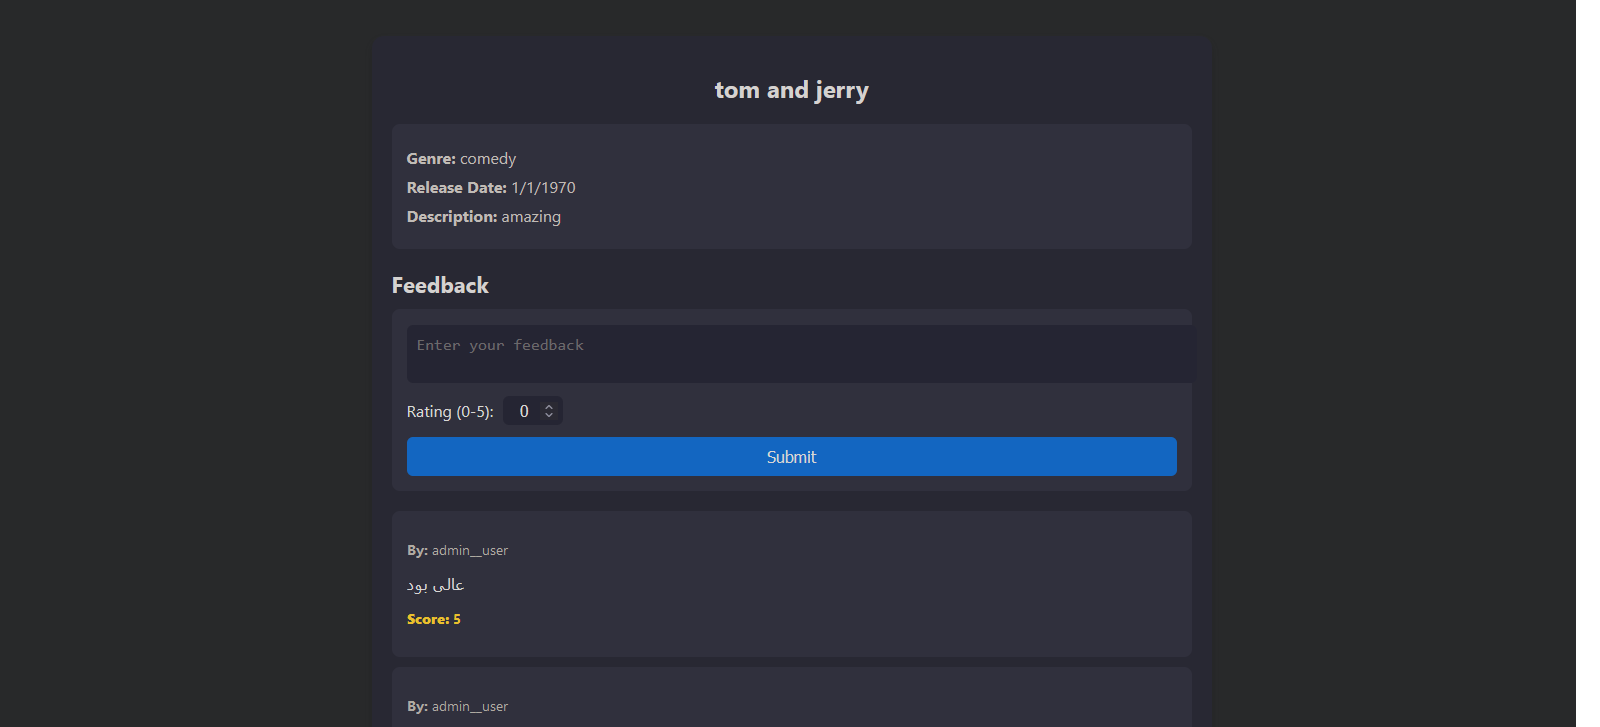 tom and jerry
Genre: comedy
Release Date: 1/1/1970
Description: amazing
Feedback
Enter your feedback
Rating (0-5): 0
Submit
By: admin__user
عالی بود
Score: 5
By: admin__user